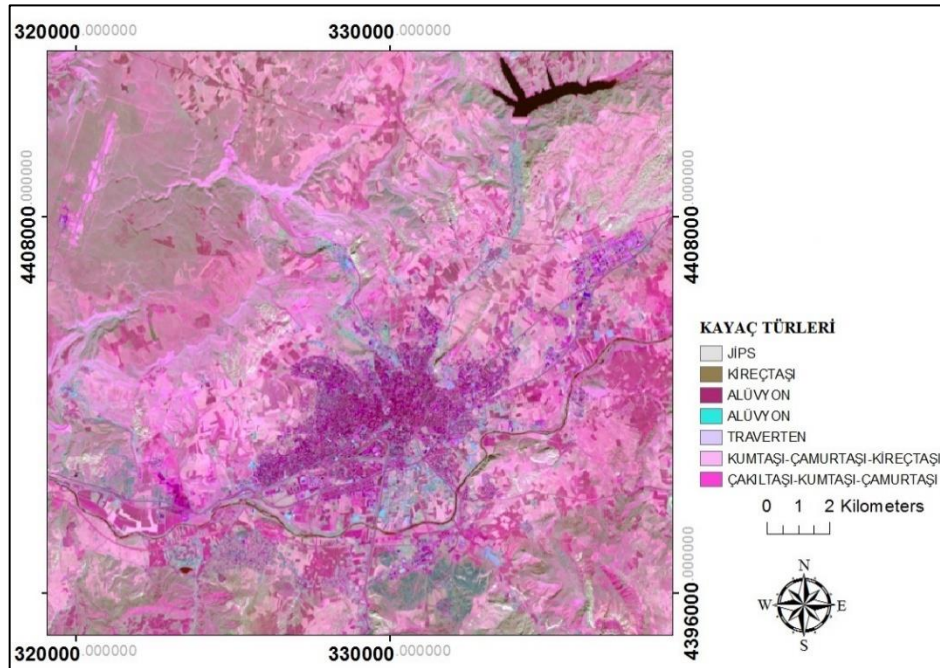 320000.000000 330000.000000
4408000.000000
4408000.000000
KAYAÇ TÜRLERİ
JİPS
KİREÇTAŞI
ALÜVYON
ALÜVYON
TRAVERTEN
KUMTAŞI-ÇAMURTAŞI-KİREÇTAŞI
ÇAKILTAŞI-KUMTAŞI-ÇAMURTAŞI
0 1 2 Kilometers
N
W E
S
4396000.000000
320000.000000 330000.000000